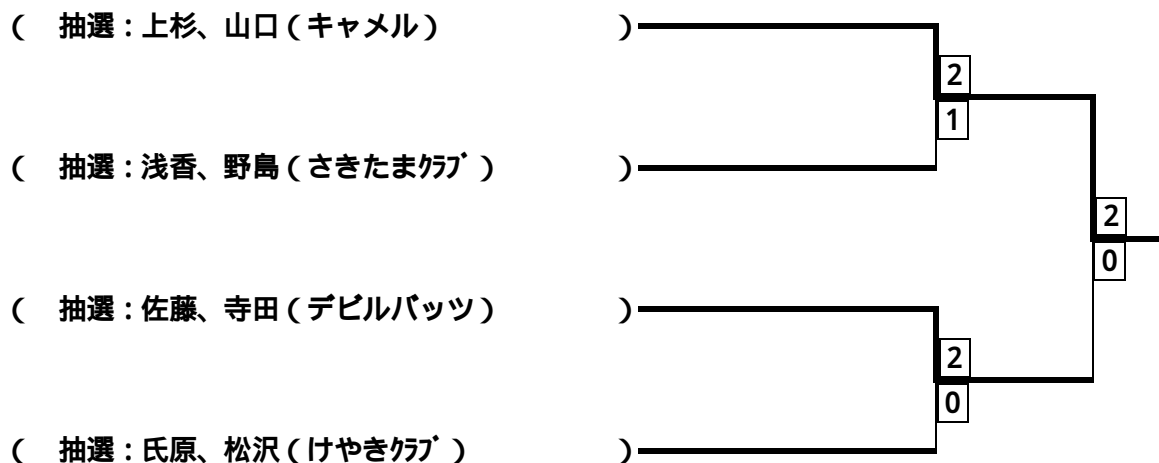 ( 抽選：上杉、山口（キャメル） )
2
1
( 抽選：浅香、野島（さきたまｸﾗﾌﾞ） )
2
0
( 抽選：佐藤、寺田（デビルバッツ） )
2
0
( 抽選：氏原、松沢（けやきｸﾗﾌﾞ） )